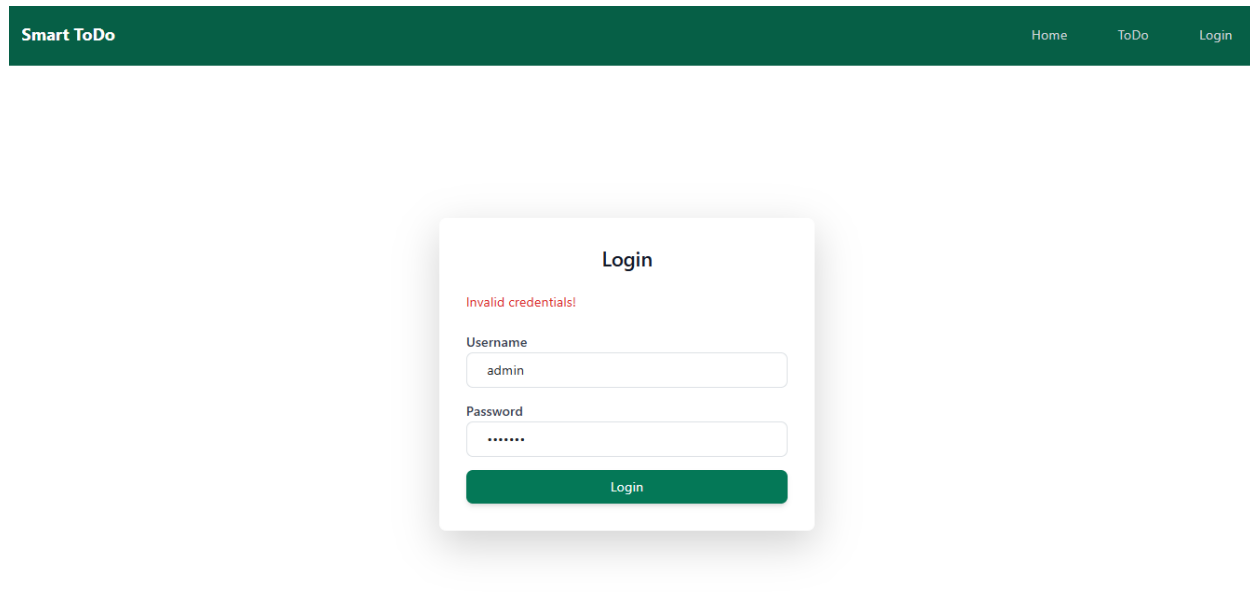 Smart ToDo Home ToDo Login
Login
Invalid credentials!
Username
admin
Password
•••••••
Login